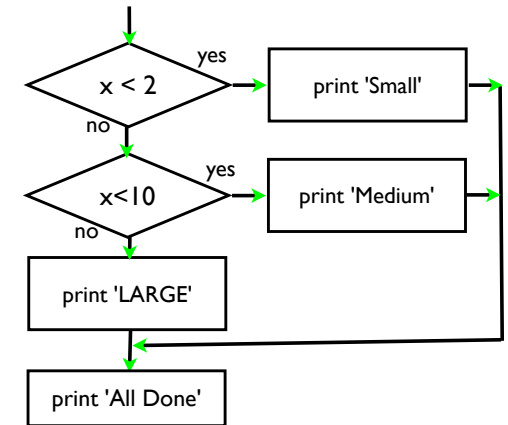 yes
x < 2
print 'Small'
no
yes
x<10
print 'Medium'
no
print 'LARGE'
print 'All Done'